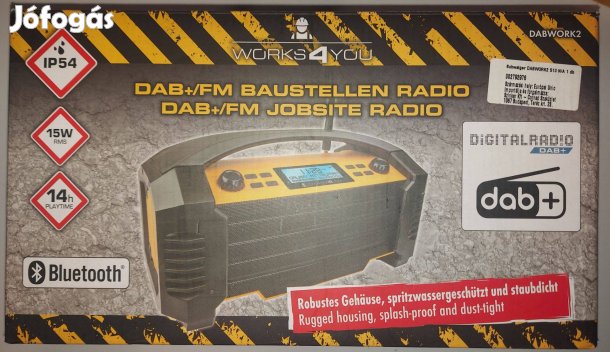 Jófogás
IP54
15W
RMS
14h
PLAYTIME
Bluetooth®
WORKS4YOU
DABWORK2
DAB+/FM BAUSTELLEN RADIO
DAB+/FM JOBSITE RADIO
DiGiTALRADiO
DAB+
dab+
Robustes Gehäuse, spritzwassergeschützt und staubdicht
Rugged housing, splash-proof and dust-tight